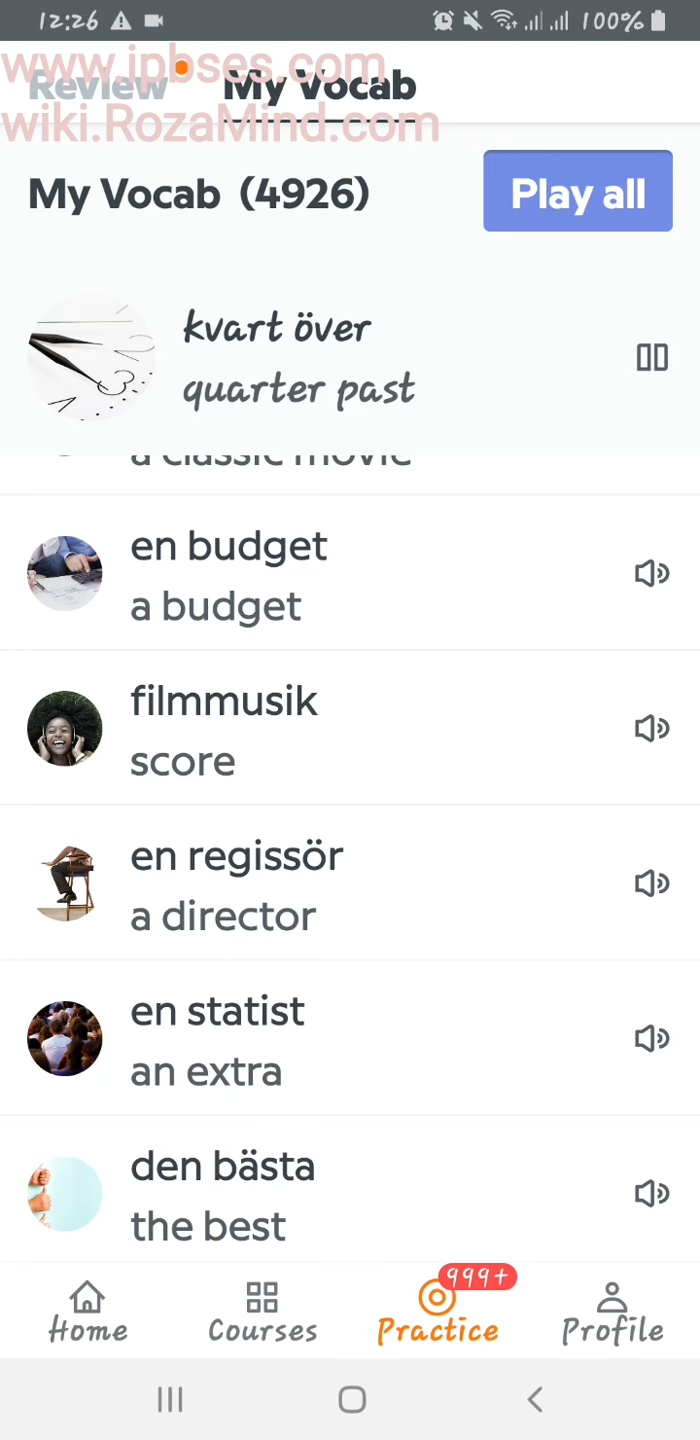 12:26
100%
www.ipbses.com
Review My Vocab
wiki.RozaMind.com
My Vocab (4926)
Play all
kvart över
quarter past
a classic movie
en budget
a budget
filmmusik
score
en regissör
a director
en statist
an extra
den bästa
the best
999+
Home Courses Practice Profile